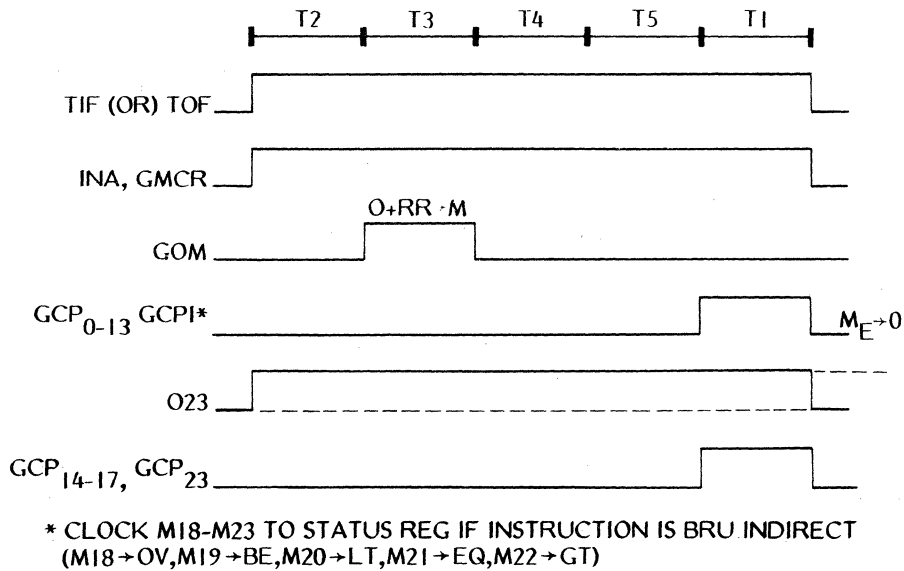 T2 T3 T4 T5 T1
TIF (OR) TOF
INA, GMCR
O+RR→M
GOM
GCP0-13 GCP1*
ME→0
O23
GCP14-17, GCP23
* CLOCK M18-M23 TO STATUS REG IF INSTRUCTION IS BRU INDIRECT
(M18→OV,M19→BE,M20→LT,M21→EQ,M22→GT)